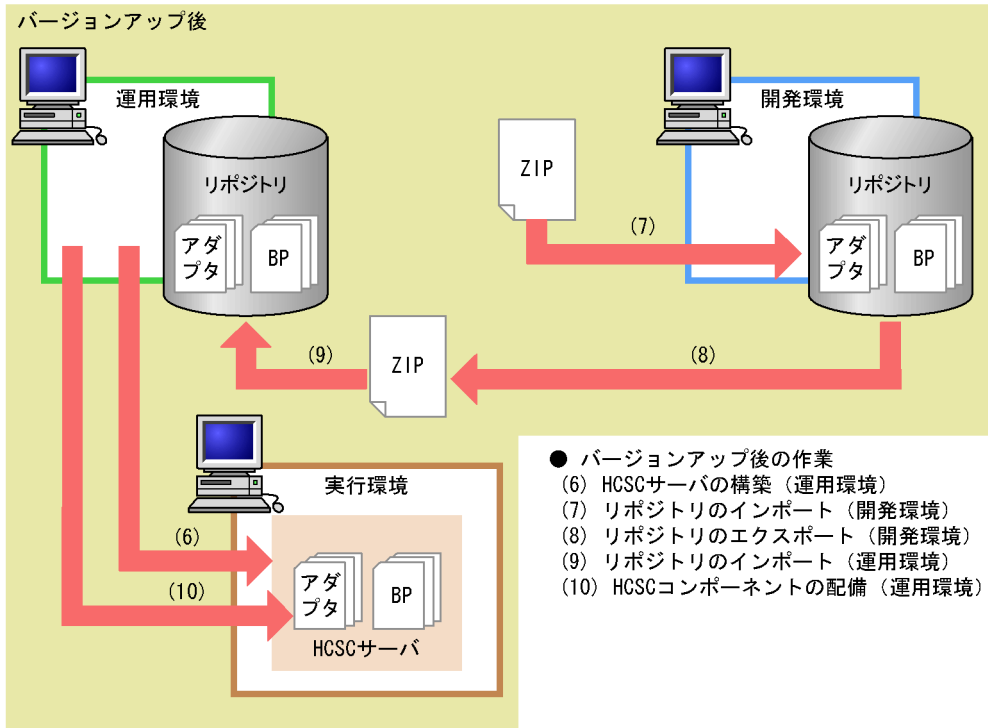 バージョンアップ後
運用環境
開発環境
リポジトリ
アダ
プタ
BP
ZIP
(7)
リポジトリ
アダ
プタ
BP
(9)
ZIP
(8)
実行環境
(6)
(10)
アダ
プタ
BP
HCSCサーバ
● バージョンアップ後の作業
(6) HCSCサーバの構築（運用環境）
(7) リポジトリのインポート（開発環境）
(8) リポジトリのエクスポート（開発環境）
(9) リポジトリのインポート（運用環境）
(10) HCSCコンポーネントの配備（運用環境）